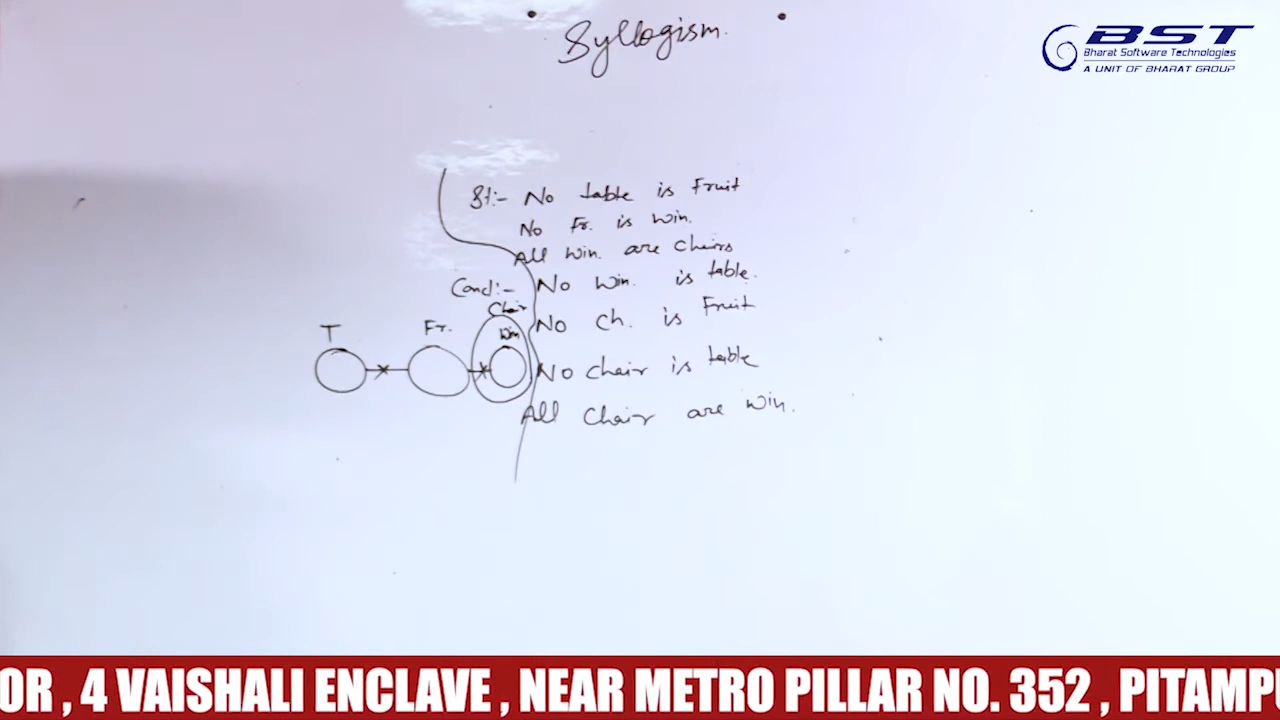 Syllogism.
BST
Bharat Software Technologies
A UNIT OF BHARAT GROUP
St:- No table is Fruit
No Fr. is Win.
All Win. are Chairs
Concl:- No Win. is table.
No Ch. is Fruit
No Chair is table
All Chair are Win.
T Fr. Chair Win
OR , 4 VAISHALI ENCLAVE , NEAR METRO PILLAR NO. 352 , PITAMPU